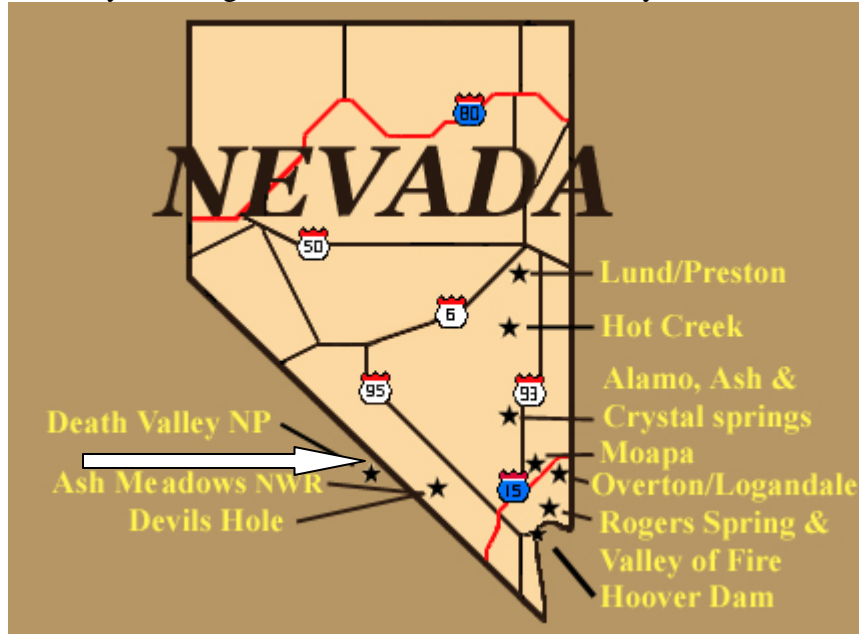 80
NEVADA
50
Lund/Preston
6
Hot Creek
95
93
Alamo, Ash &
Crystal springs
Death Valley NP
Moapa
Ash Meadows NWR
15
Overton/Logandale
Devils Hole
Rogers Spring &
Valley of Fire
Hoover Dam